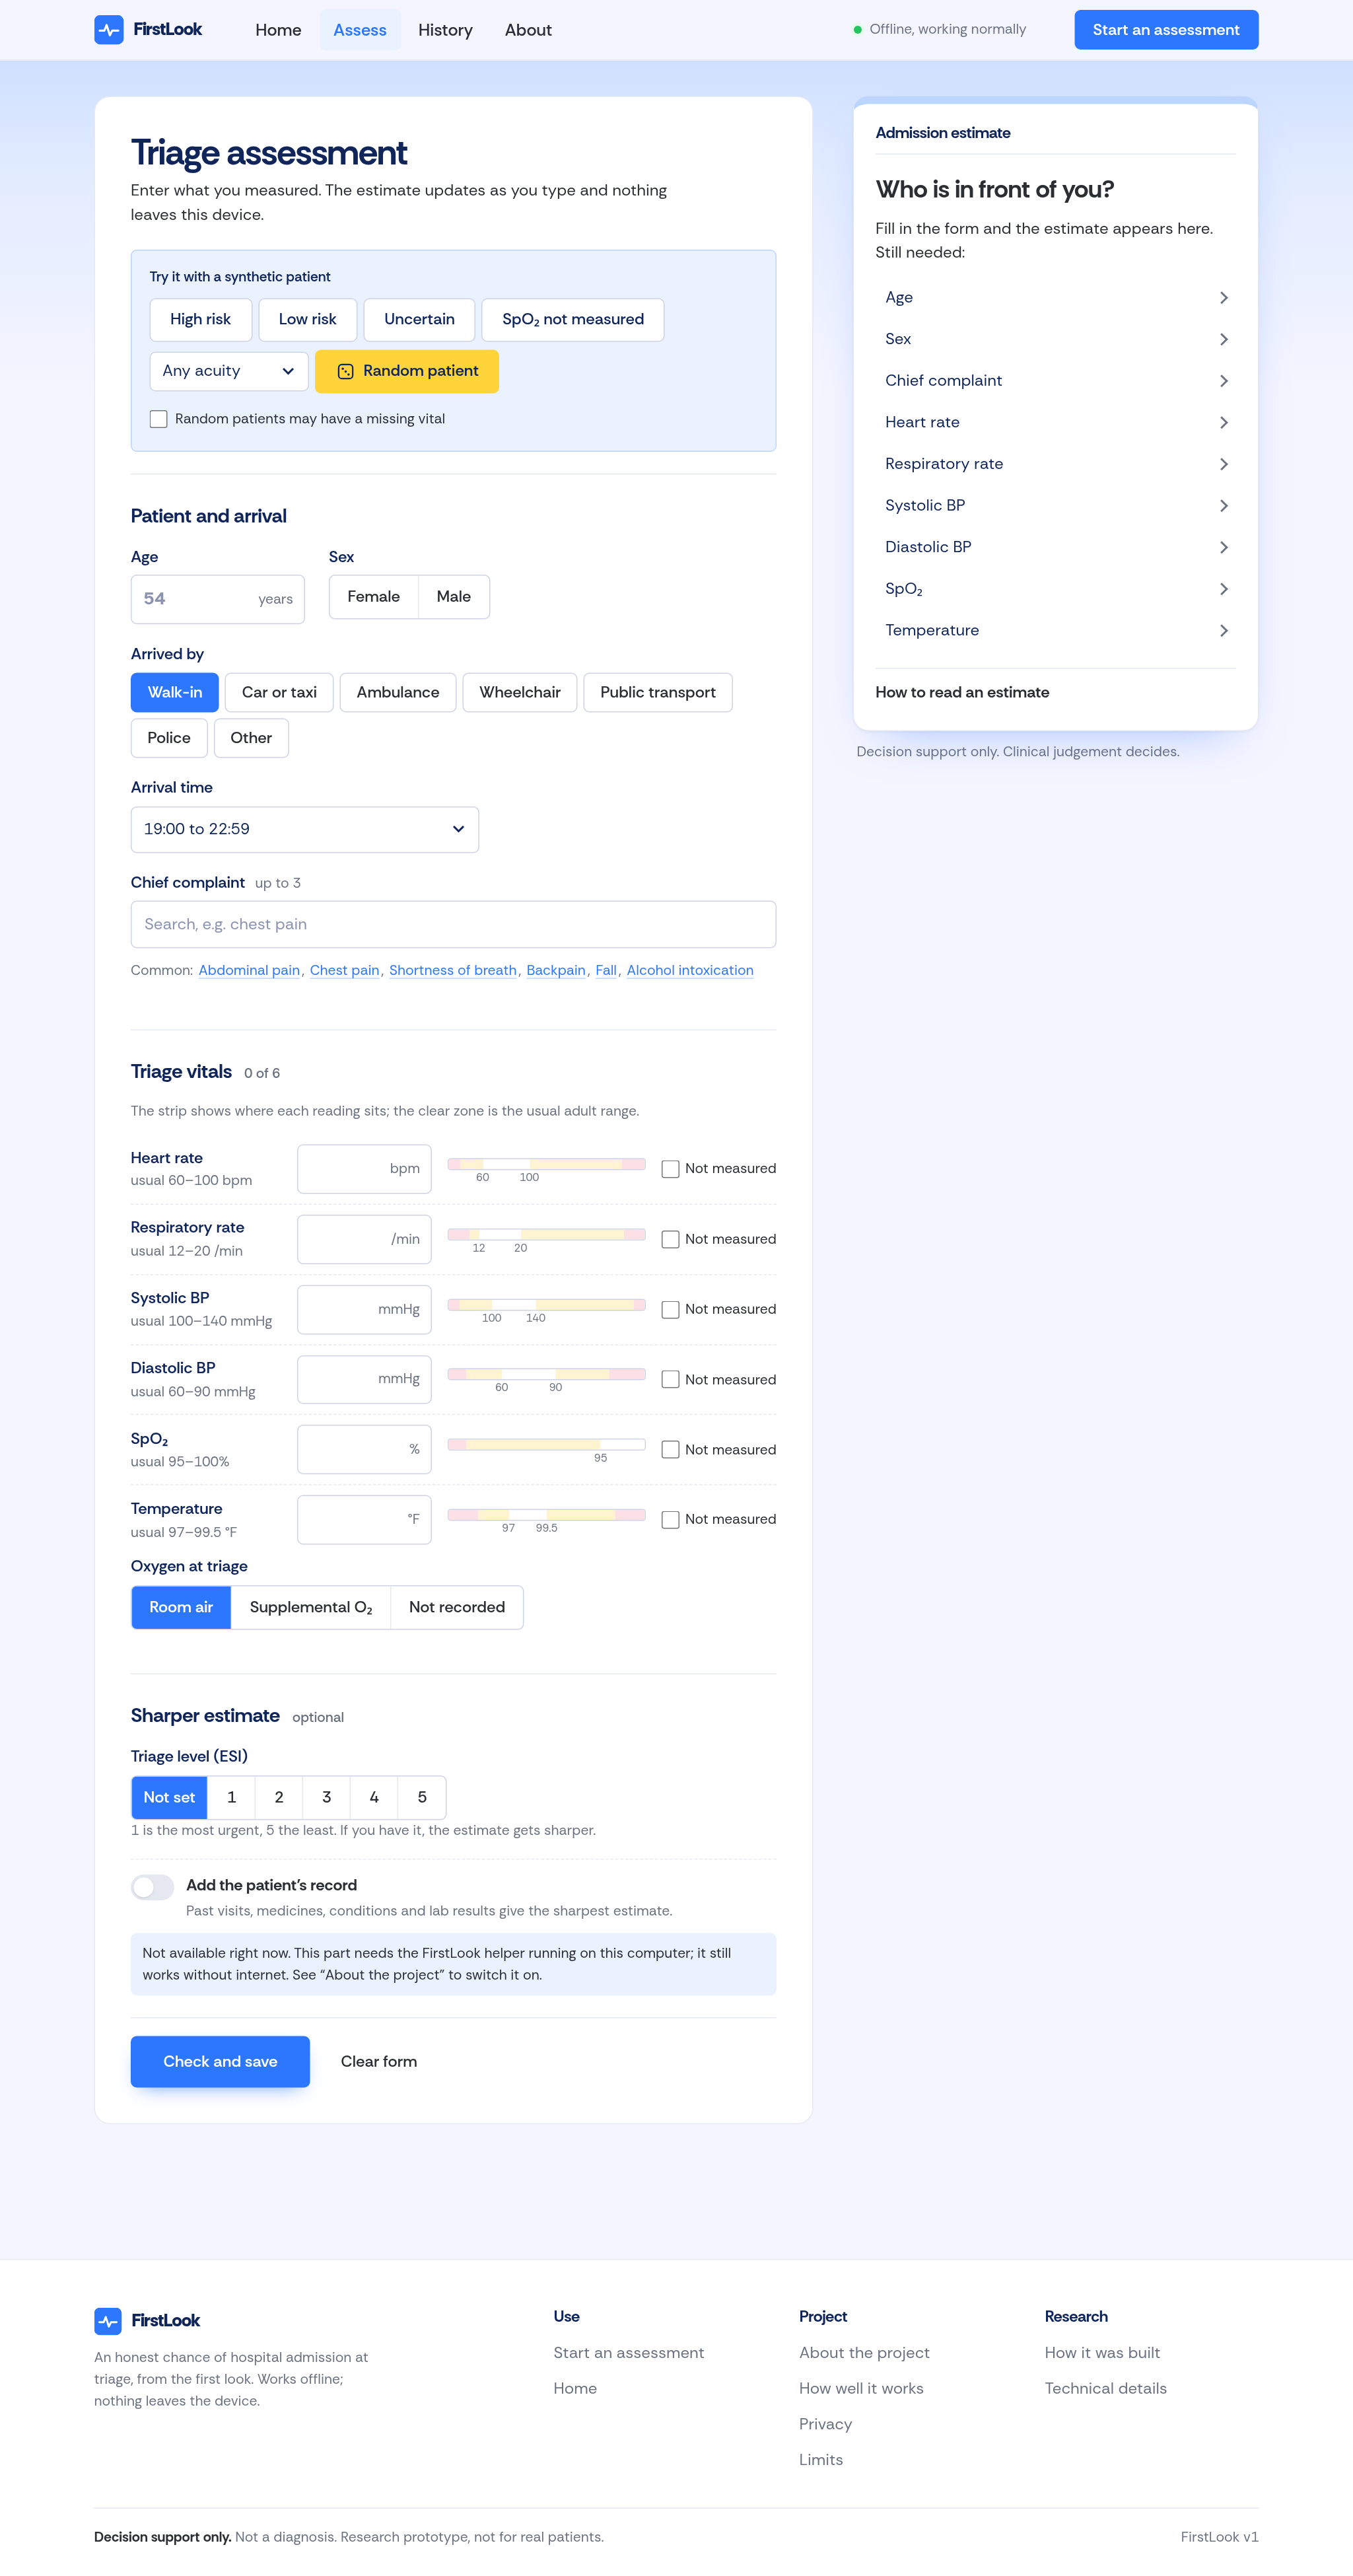 FirstLook
Home
Assess
History
About
Offline, working normally
Start an assessment
Triage assessment
Enter what you measured. The estimate updates as you type and nothing
leaves this device.
Try it with a synthetic patient
High risk
Low risk
Uncertain
SpO₂ not measured
Any acuity
Random patient
Random patients may have a missing vital
Patient and arrival
Age
Sex
54 years
Female
Male
Arrived by
Walk-in
Car or taxi
Ambulance
Wheelchair
Public transport
Police
Other
Arrival time
19:00 to 22:59
Chief complaint up to 3
Search, e.g. chest pain
Common: Abdominal pain, Chest pain, Shortness of breath, Backpain, Fall, Alcohol intoxication
Triage vitals 0 of 6
The strip shows where each reading sits; the clear zone is the usual adult range.
Heart rate
usual 60–100 bpm
bpm
60 100
Not measured
Respiratory rate
usual 12–20 /min
/min
12 20
Not measured
Systolic BP
usual 100–140 mmHg
mmHg
100 140
Not measured
Diastolic BP
usual 60–90 mmHg
mmHg
60 90
Not measured
SpO₂
usual 95–100%
%
95
Not measured
Temperature
usual 97–99.5 °F
°F
97 99.5
Not measured
Oxygen at triage
Room air
Supplemental O₂
Not recorded
Sharper estimate optional
Triage level (ESI)
Not set 1 2 3 4 5
1 is the most urgent, 5 the least. If you have it, the estimate gets sharper.
Add the patient's record
Past visits, medicines, conditions and lab results give the sharpest estimate.
Not available right now. This part needs the FirstLook helper running on this computer; it still
works without internet. See “About the project” to switch it on.
Check and save
Clear form
Admission estimate
Who is in front of you?
Fill in the form and the estimate appears here.
Still needed:
Age
Sex
Chief complaint
Heart rate
Respiratory rate
Systolic BP
Diastolic BP
SpO₂
Temperature
How to read an estimate
Decision support only. Clinical judgement decides.
FirstLook
An honest chance of hospital admission at
triage, from the first look. Works offline;
nothing leaves the device.
Use
Start an assessment
Home
Project
About the project
How well it works
Privacy
Limits
Research
How it was built
Technical details
Decision support only. Not a diagnosis. Research prototype, not for real patients.
FirstLook v1